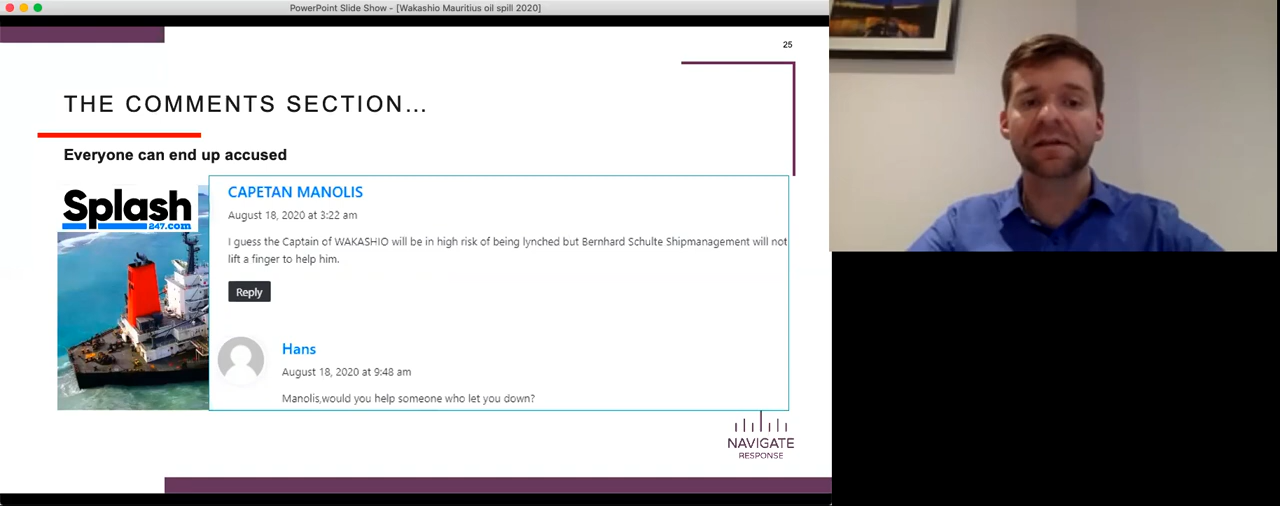 PowerPoint Slide Show - [Wakashio Mauritius oil spill 2020]
25
THE COMMENTS SECTION…
Everyone can end up accused
Splash
247.com
CAPETAN MANOLIS
August 18, 2020 at 3:22 am
I guess the Captain of WAKASHIO will be in high risk of being lynched but Bernhard Schulte Shipmanagement will not
lift a finger to help him.
Reply
Hans
August 18, 2020 at 9:48 am
Manolis,would you help someone who let you down?
NAVIGATE
RESPONSE